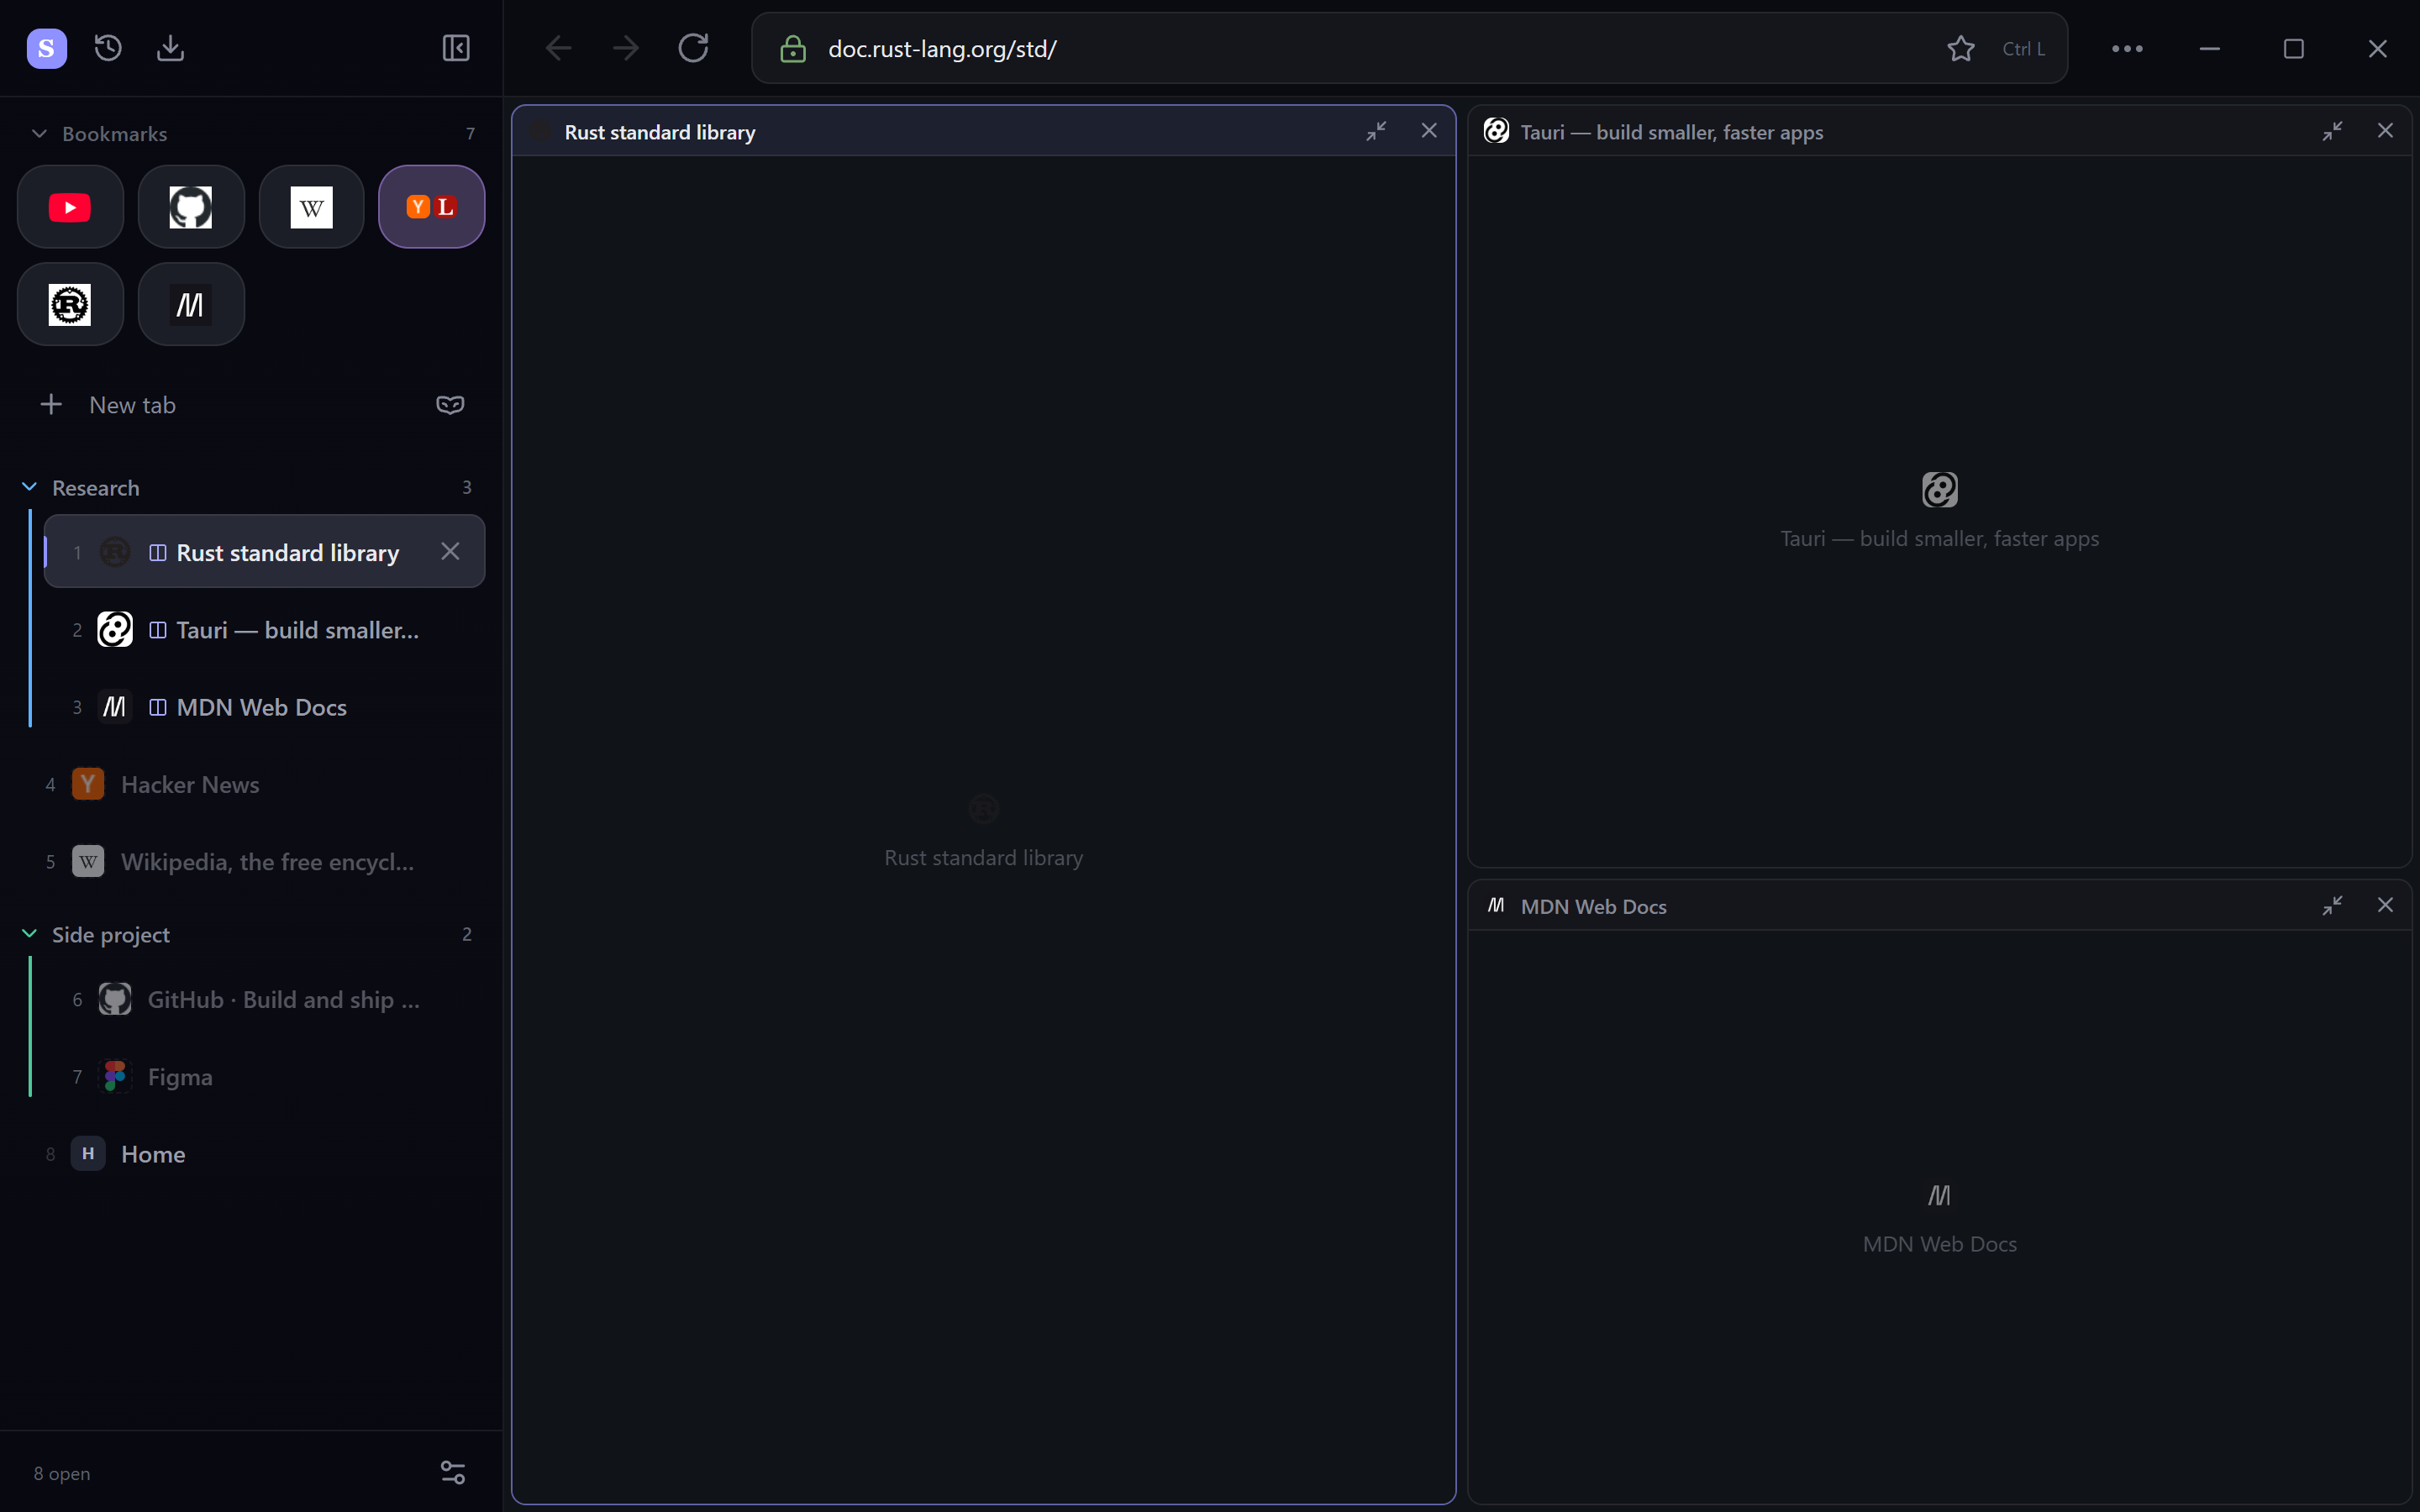 S
doc.rust-lang.org/std/
Ctrl L
Bookmarks
7
W
Y L
R
New tab
Research
3
1 Rust standard library
2 Tauri — build smaller...
3 MDN Web Docs
4 Y Hacker News
5 W Wikipedia, the free encycl...
Side project
2
6 GitHub · Build and ship ...
7 Figma
8 H Home
8 open
Rust standard library
R
Rust standard library
Tauri — build smaller, faster apps
Tauri — build smaller, faster apps
MDN Web Docs
MDN Web Docs